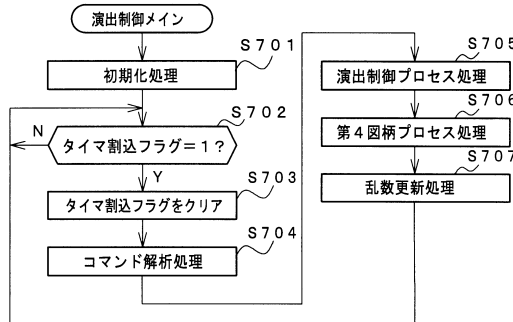 演出制御メイン
S701
初期化処理
S702
N
タイマ割込フラグ=1?
Y
S703
タイマ割込フラグをクリア
S704
コマンド解析処理
S705
演出制御プロセス処理
S706
第4図柄プロセス処理
S707
乱数更新処理